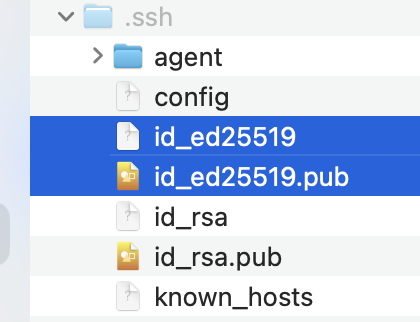 .ssh
agent
config
id_ed25519
id_ed25519.pub
id_rsa
id_rsa.pub
known_hosts